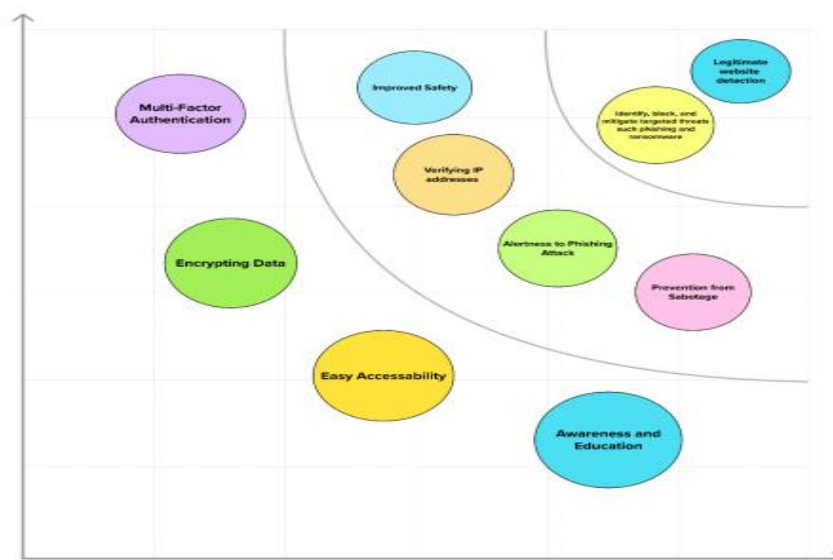 Legitimate
website
detection
Improved Safety
Multi-Factor
Authentication
Identify, block, and
mitigate targeted threats
such phishing and
ransomware
Verifying IP
addresses
Alertness to Phishing
Attack
Encrypting Data
Prevention from
Sabotage
Easy Accessability
Awareness and
Education